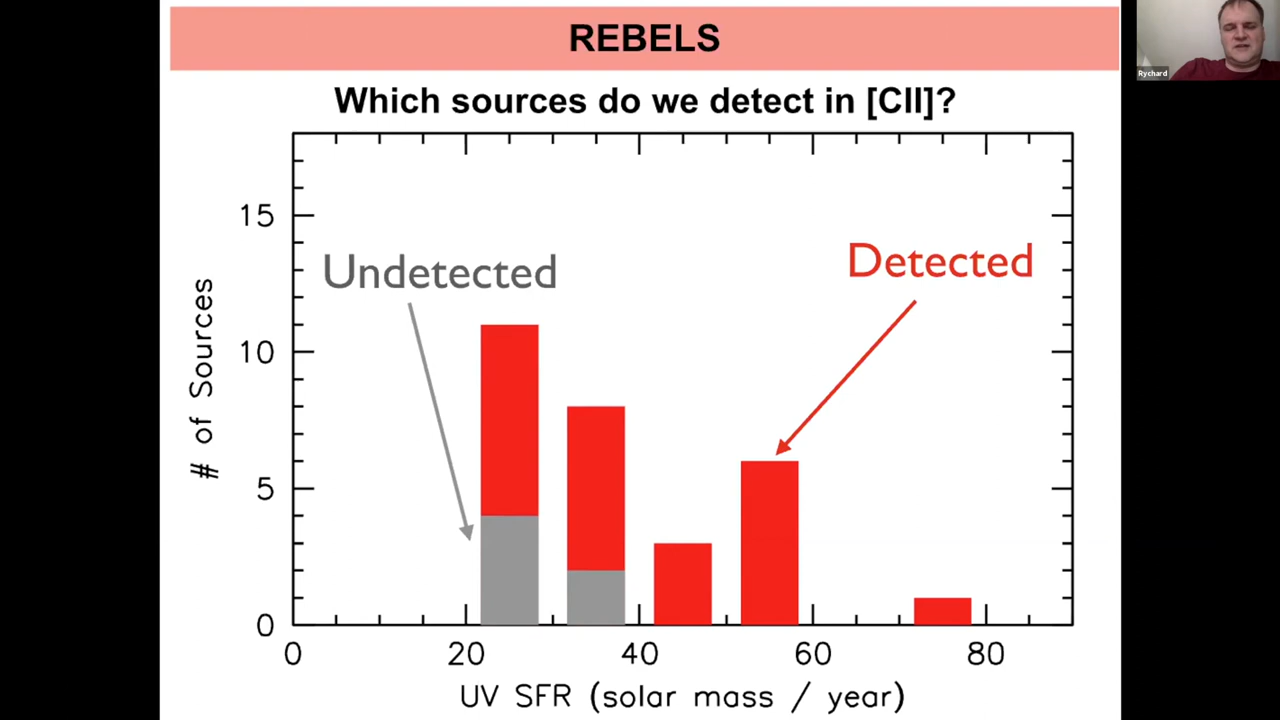 REBELS
Rychard
Which sources do we detect in [CII]?
15
10
5
0
# of Sources
Undetected
Detected
0 20 40 60 80
UV SFR (solar mass / year)